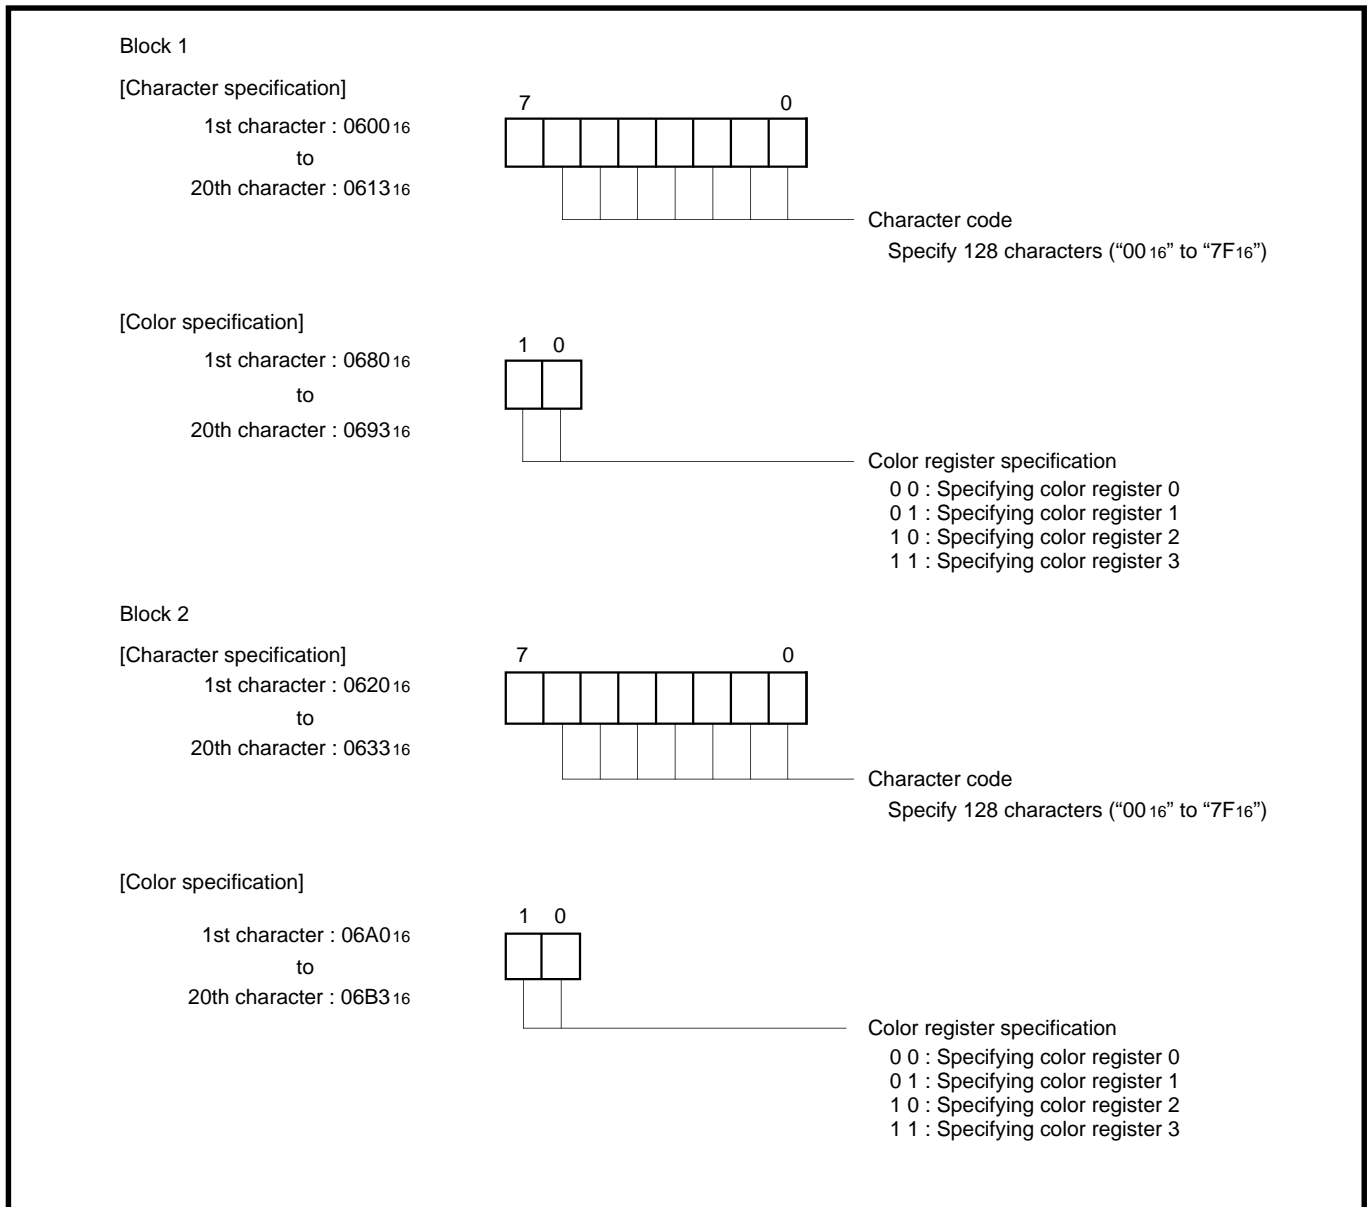 Block 1
[Character specification]
7 0
1st character : 0600 16
to
20th character : 0613 16
Character code
Specify 128 characters (“00 16” to “7F16”)
[Color specification]
1 0
1st character : 0680 16
to
20th character : 0693 16
Color register specification
0 0 : Specifying color register 0
0 1 : Specifying color register 1
1 0 : Specifying color register 2
1 1 : Specifying color register 3
Block 2
[Character specification]
7 0
1st character : 0620 16
to
20th character : 0633 16
Character code
Specify 128 characters (“00 16” to “7F16”)
[Color specification]
1 0
1st character : 06A0 16
to
20th character : 06B3 16
Color register specification
0 0 : Specifying color register 0
0 1 : Specifying color register 1
1 0 : Specifying color register 2
1 1 : Specifying color register 3